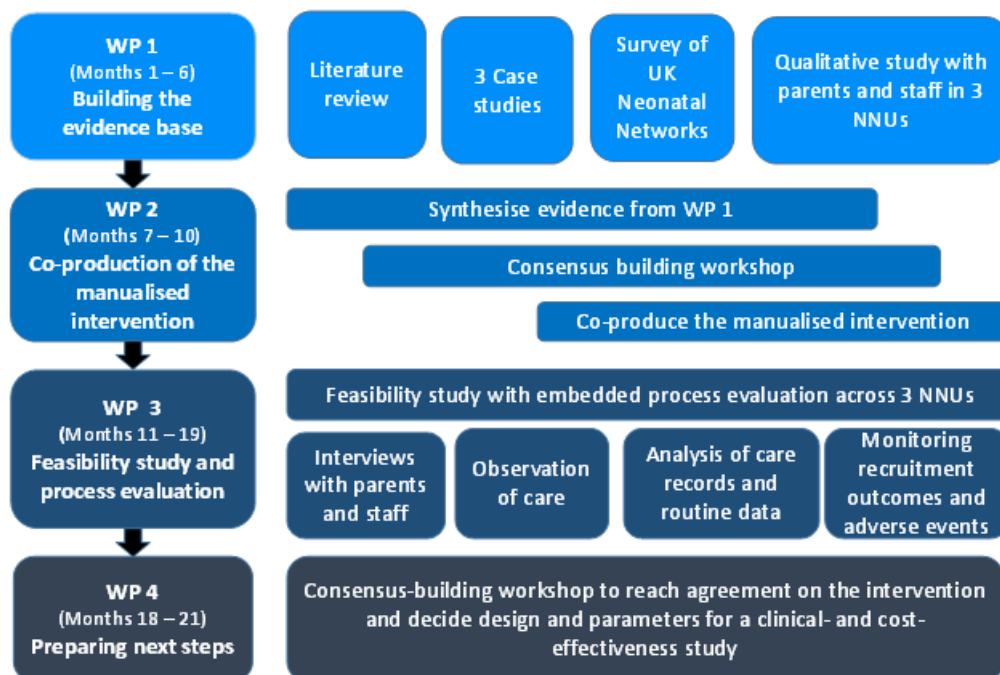 WP 1
(Months 1 – 6)
Building the
evidence base
Literature
review
3 Case
studies
Survey of
UK
Neonatal
Networks
Qualitative study with
parents and staff in 3
NNUs
WP 2
(Months 7 – 10)
Co-production of the
manualised
intervention
Synthesise evidence from WP 1
Consensus building workshop
Co-produce the manualised intervention
WP 3
(Months 11 – 19)
Feasibility study and
process evaluation
Feasibility study with embedded process evaluation across 3 NNUs
Interviews
with parents
and staff
Observation
of care
Analysis of care
records and
routine data
Monitoring
recruitment
outcomes and
adverse events
WP 4
(Months 18 – 21)
Preparing next steps
Consensus-building workshop to reach agreement on the intervention
and decide design and parameters for a clinical- and cost-
effectiveness study